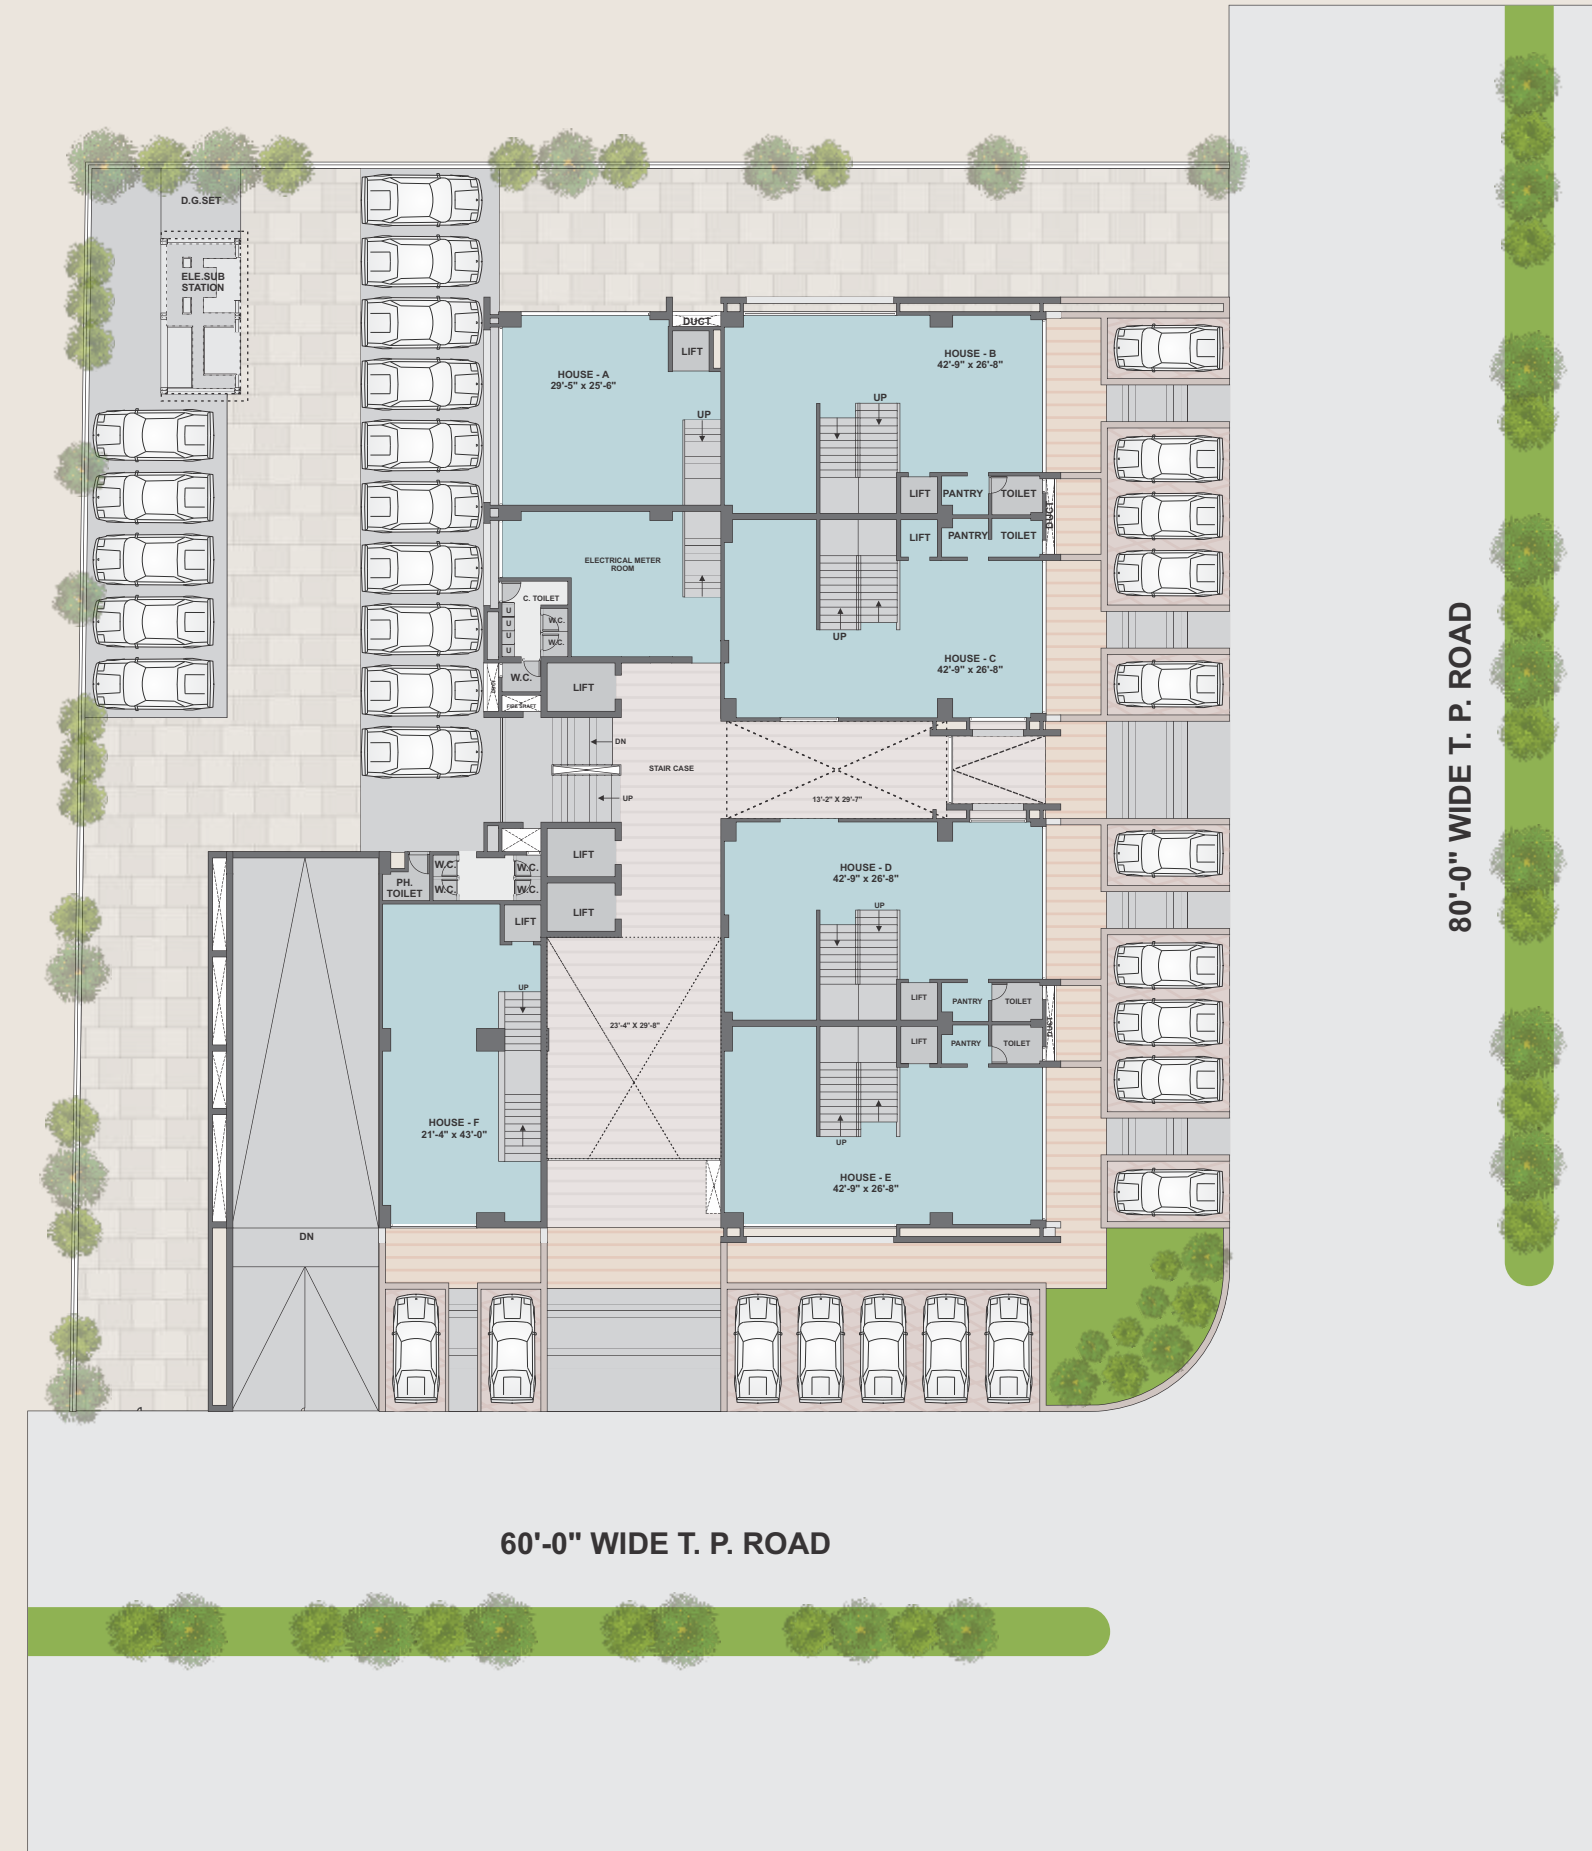 D.G.SET
ELE.SUB
STATION
DUCT
LIFT
HOUSE - A
29'-5" x 25'-6"
UP
HOUSE - B
42'-9" x 26'-8"
UP
LIFT
PANTRY
TOILET
DUCT
LIFT
PANTRY
TOILET
ELECTRICAL METER
ROOM
C. TOILET
U
U
U
U
W.C.
W.C.
W.C.
FIRE SHAFT
LIFT
UP
HOUSE - C
42'-9" x 26'-8"
DN
STAIR CASE
UP
13'-2" X 29'-7"
LIFT
LIFT
PH.
TOILET
W.C.
W.C.
W.C.
W.C.
LIFT
HOUSE - D
42'-9" x 26'-8"
UP
LIFT
PANTRY
TOILET
DUCT
LIFT
PANTRY
TOILET
UP
23'-4" X 29'-8"
HOUSE - F
21'-4" x 43'-0"
UP
HOUSE - E
42'-9" x 26'-8"
DN
80'-0" WIDE T. P. ROAD
60'-0" WIDE T. P. ROAD